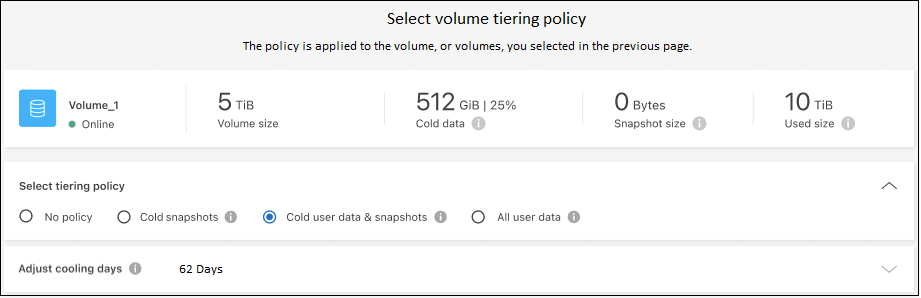 Select volume tiering policy
The policy is applied to the volume, or volumes, you selected in the previous page.
Volume_1 5 TiB 512 GiB | 25% 0 Bytes 10 TiB
Online Volume size Cold data Snapshot size Used size
Select tiering policy
No policy Cold snapshots Cold user data & snapshots All user data
Adjust cooling days 62 Days